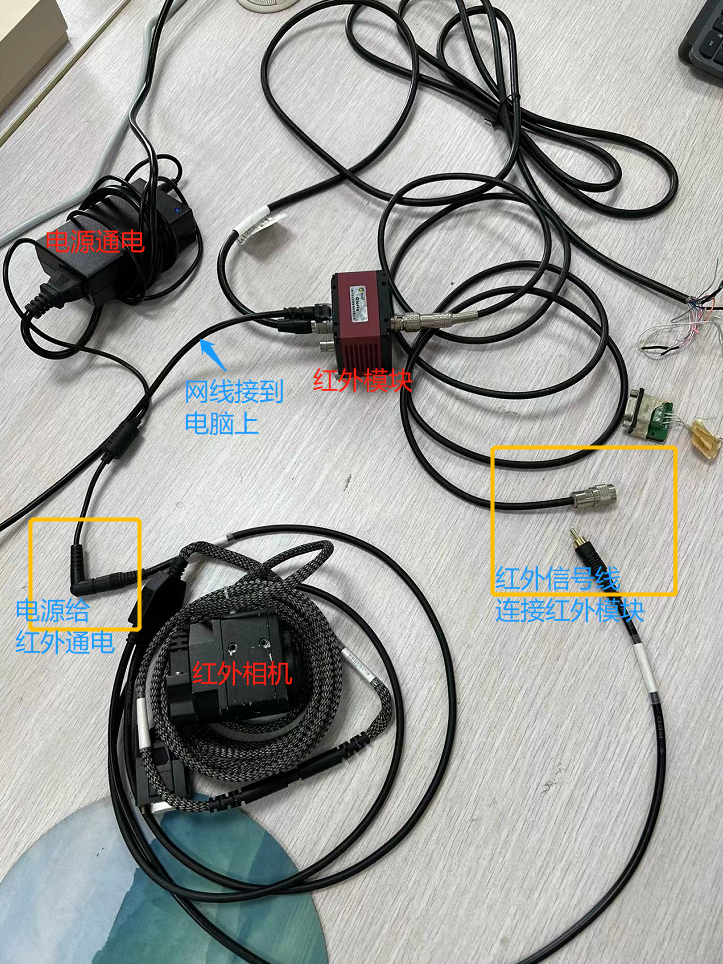 电源通电
红外模块
网线接到
电脑上
红外信号线
连接红外模块
电源给
红外通电
红外相机